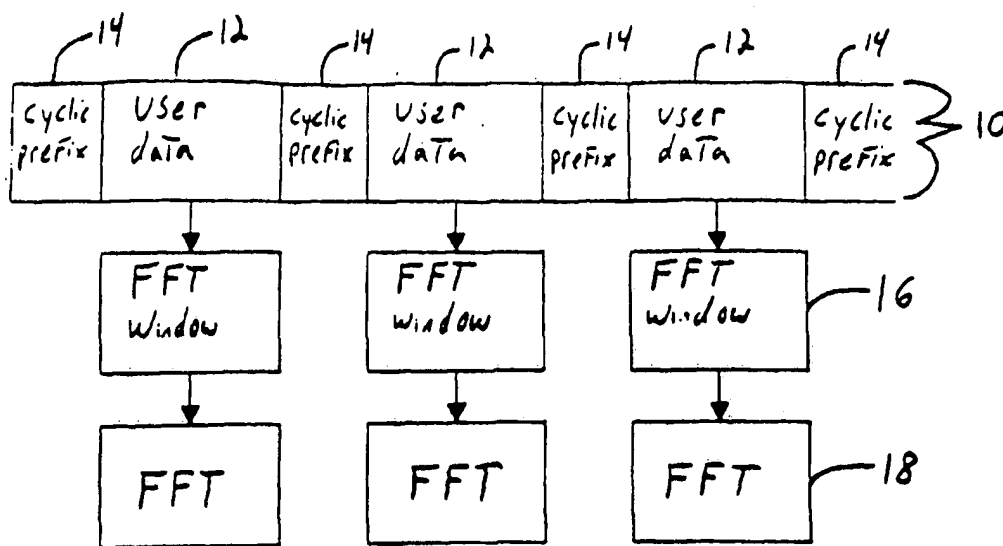 14 12 14 12 14 12 14
cyclic prefix
User data
cyclic prefix
User data
cyclic prefix
User data
cyclic prefix
10
FFT window
FFT window
FFT window
16
FFT
FFT
FFT
18